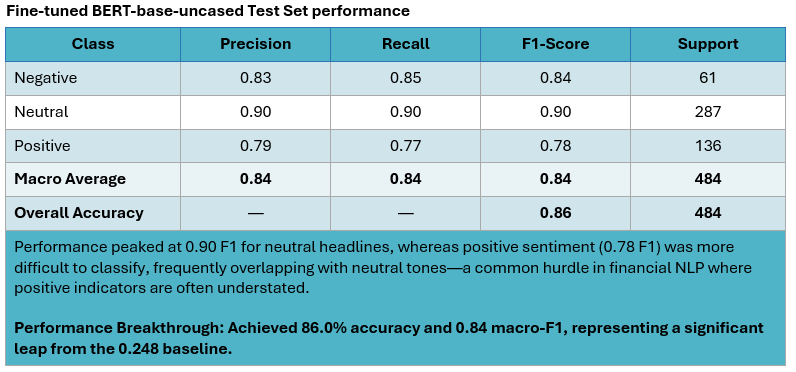 Fine-tuned BERT-base-uncased Test Set performance
Class Precision Recall F1-Score Support
Negative 0.83 0.85 0.84 61
Neutral 0.90 0.90 0.90 287
Positive 0.79 0.77 0.78 136
Macro Average 0.84 0.84 0.84 484
Overall Accuracy — — 0.86 484
Performance peaked at 0.90 F1 for neutral headlines, whereas positive sentiment (0.78 F1) was more
difficult to classify, frequently overlapping with neutral tones—a common hurdle in financial NLP where
positive indicators are often understated.
Performance Breakthrough: Achieved 86.0% accuracy and 0.84 macro-F1, representing a significant
leap from the 0.248 baseline.